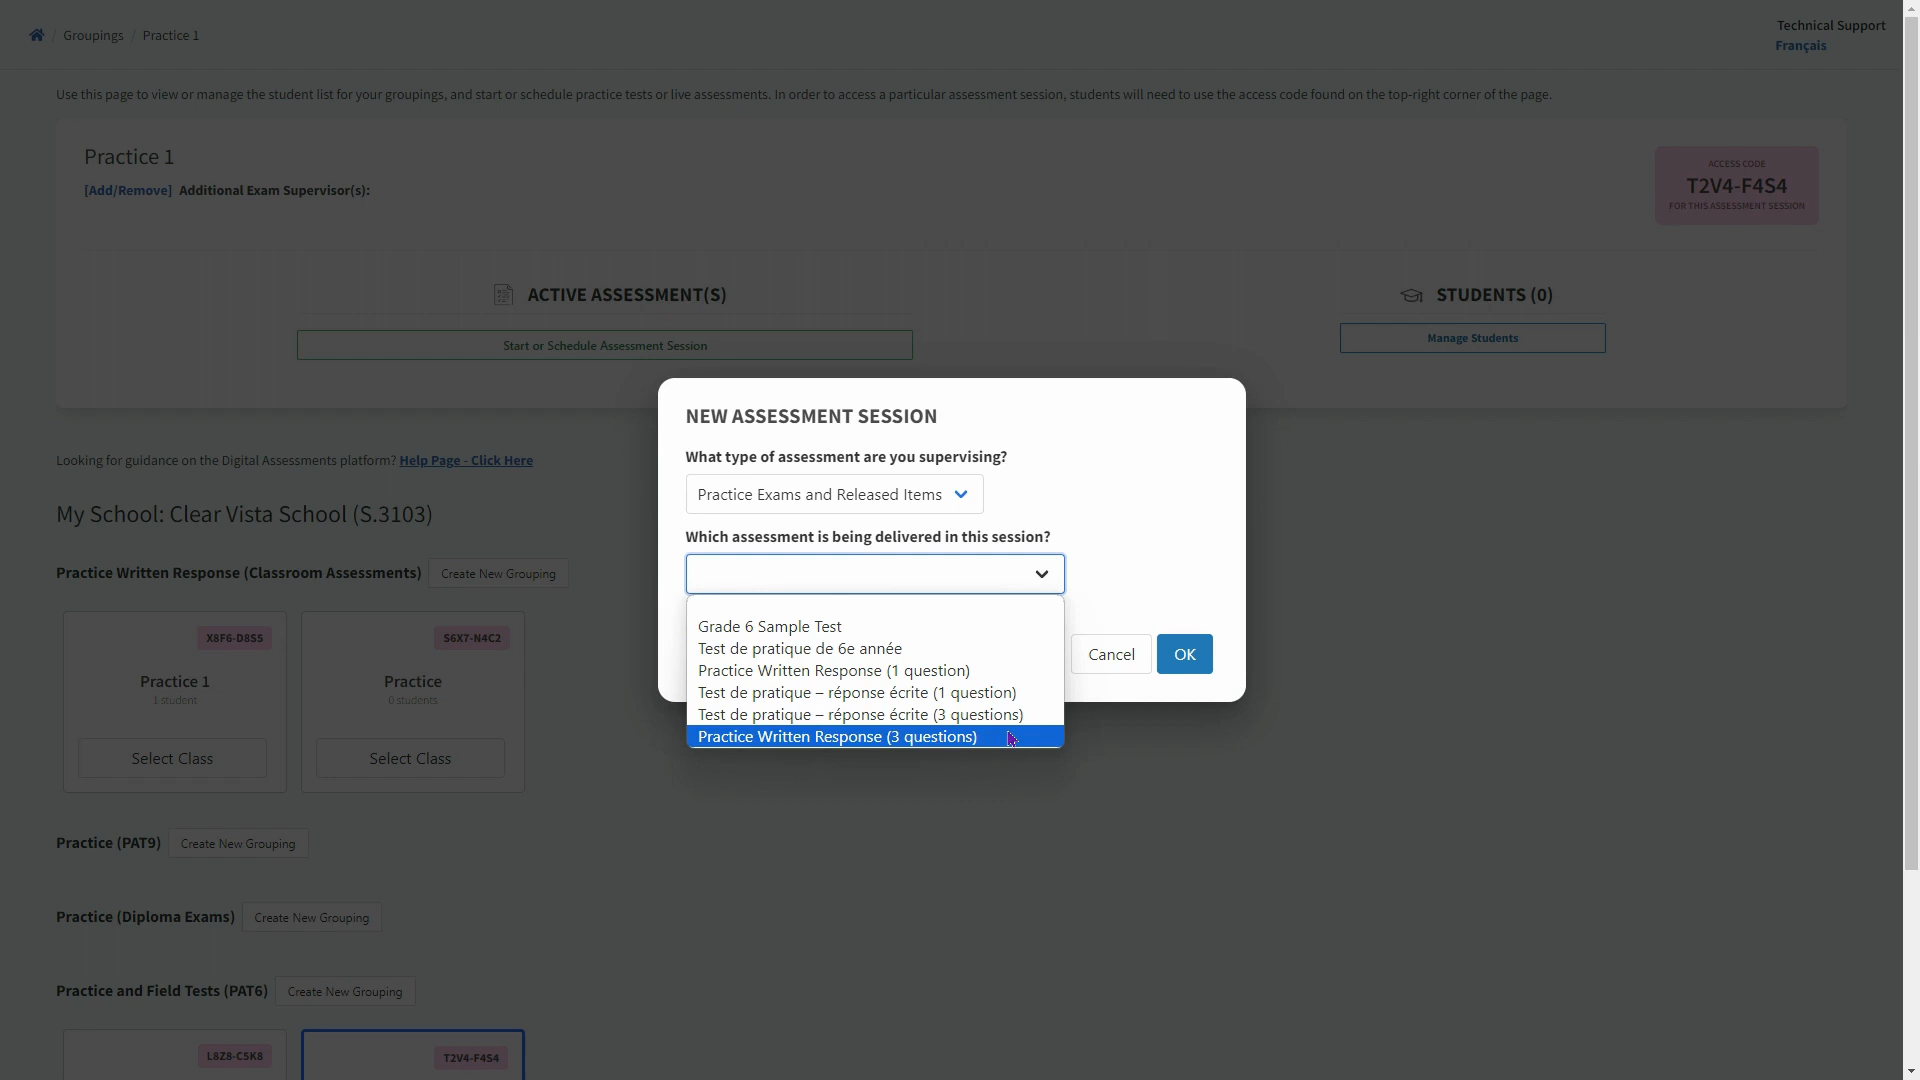 Groupings / Practice 1
Technical Support
Français
Use this page to view or manage the student list for your groupings, and start or schedule practice tests or live assessments. In order to access a particular assessment session, students will need to use the access code found on the top-right corner of the page.
Practice 1
[Add/Remove] Additional Exam Supervisor(s):
ACCESS CODE
T2V4-F4S4
FOR THIS ASSESSMENT SESSION
ACTIVE ASSESSMENT(S)
Start or Schedule Assessment Session
STUDENTS (0)
Manage Students
NEW ASSESSMENT SESSION
What type of assessment are you supervising?
Practice Exams and Released Items
Which assessment is being delivered in this session?
Grade 6 Sample Test
Test de pratique de 6e année
Practice Written Response (1 question)
Test de pratique – réponse écrite (1 question)
Test de pratique – réponse écrite (3 questions)
Practice Written Response (3 questions)
Cancel
OK
Looking for guidance on the Digital Assessments platform? Help Page - Click Here
My School: Clear Vista School (S.3103)
Practice Written Response (Classroom Assessments) Create New Grouping
X8F6-D8S5
Practice 1
1 student
Select Class
S6X7-N4C2
Practice
0 students
Select Class
Practice (PAT9) Create New Grouping
Practice (Diploma Exams) Create New Grouping
Practice and Field Tests (PAT6) Create New Grouping
L8Z8-C5K8
T2V4-F4S4